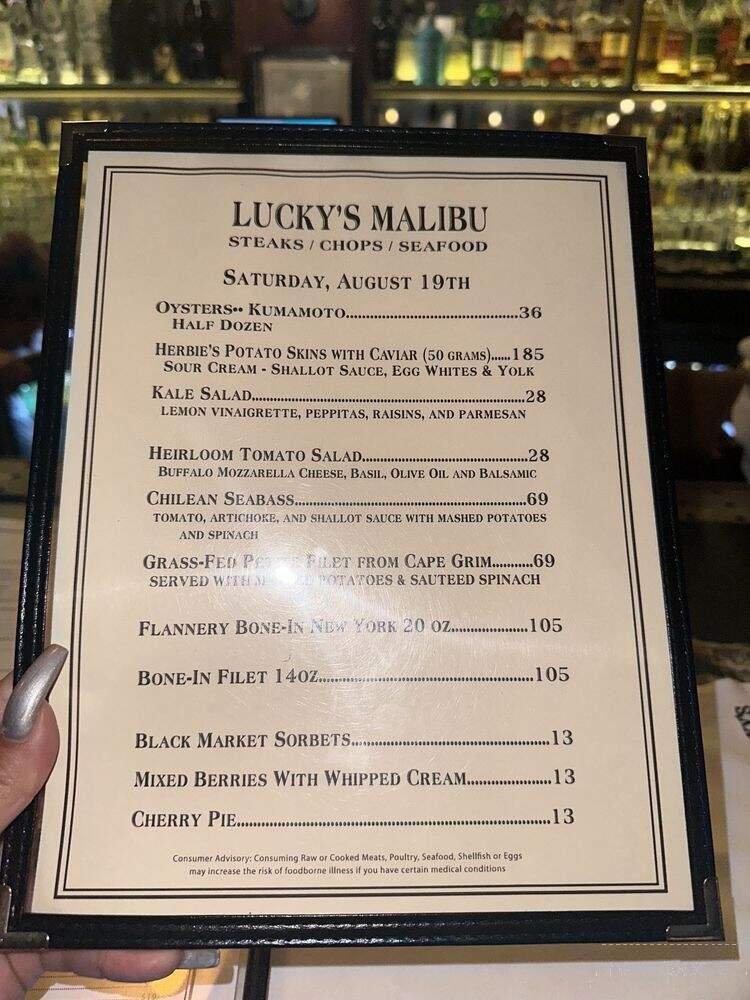 LUCKY'S MALIBU
STEAKS / CHOPS / SEAFOOD
SATURDAY, AUGUST 19TH
OYSTERS•• KUMAMOTO.......................................36
HALF DOZEN
HERBIE'S POTATO SKINS WITH CAVIAR (50 GRAMS)......185
SOUR CREAM - SHALLOT SAUCE, EGG WHITES & YOLK
KALE SALAD..............................................................28
LEMON VINAIGRETTE, PEPPITAS, RAISINS, AND PARMESAN
HEIRLOOM TOMATO SALAD.....................................28
BUFFALO MOZZARELLA CHEESE, BASIL, OLIVE OIL AND BALSAMIC
CHILEAN SEABASS....................................................69
TOMATO, ARTICHOKE, AND SHALLOT SAUCE WITH MASHED POTATOES
AND SPINACH
GRASS-FED PETITE FILET FROM CAPE GRIM..........69
SERVED WITH POTATOES & SAUTEED SPINACH
FLANNERY BONE-IN NEW YORK 20 OZ...................105
BONE-IN FILET 14OZ..................................................105
BLACK MARKET SORBETS...........................................13
MIXED BERRIES WITH WHIPPED CREAM...................13
CHERRY PIE....................................................................13
Consumer Advisory: Consuming Raw or Cooked Meats, Poultry, Seafood, Shellfish or Eggs
may increase the risk of foodborne illness if you have certain medical conditions